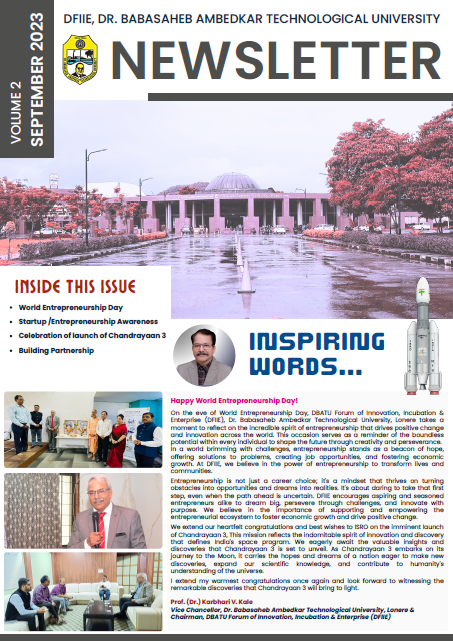 DFIIE, DR. BABASAHEB AMBEDKAR TECHNOLOGICAL UNIVERSITY
NEWSLETTER
VOLUME 2
SEPTEMBER 2023
INSIDE THIS ISSUE
• World Entrepreneurship Day
• Startup /Entrepreneurship Awareness
• Celebration of launch of Chandrayaan 3
• Building Partnership
INSPIRING
WORDS...
Happy World Entrepreneurship Day!
On the eve of World Entrepreneurship Day, DBATU Forum of Innovation, Incubation &
Enterprise (DFIIE), Dr. Babasaheb Ambedkar Technological University, Lonere takes a
moment to reflect on the incredible spirit of entrepreneurship that drives positive change
and innovation across the world. This occasion serves as a reminder of the boundless
potential within every individual to shape the future through creativity and perseverance.
In a world brimming with challenges, entrepreneurship stands as a beacon of hope,
offering solutions to problems, creating job opportunities, and fostering economic
growth. At DFIIE, we believe in the power of entrepreneurship to transform lives and
communities.
Entrepreneurship is not just a career choice; it's a mindset that thrives on turning
obstacles into opportunities and dreams into realities. It's about daring to take that first
step, even when the path ahead is uncertain. DFIIE encourages aspiring and seasoned
entrepreneurs alike to dream big, persevere through challenges, and innovate with
purpose. We believe in the importance of supporting and empowering the
entrepreneurial ecosystem to foster economic growth and drive positive change.
We extend our heartfelt congratulations and best wishes to ISRO on the imminent launch
of Chandrayaan 3, This mission reflects the indomitable spirit of innovation and discovery
that defines India's space program. We eagerly await the valuable insights and
discoveries that Chandrayaan 3 is set to unveil. As Chandrayaan 3 embarks on its
journey to the Moon, it carries the hopes and dreams of a nation eager to make new
discoveries, expand our scientific knowledge, and contribute to humanity's
understanding of the universe.
I extend my warmest congratulations once again and look forward to witnessing the
remarkable discoveries that Chandrayaan 3 will bring to light.
Prof. (Dr.) Karbhari V. Kale
Vice Chancellor, Dr. Babasaheb Ambedkar Technological University, Lonere &
Chairman, DBATU Forum of Innovation, Incubation & Enterprise (DFIIE)